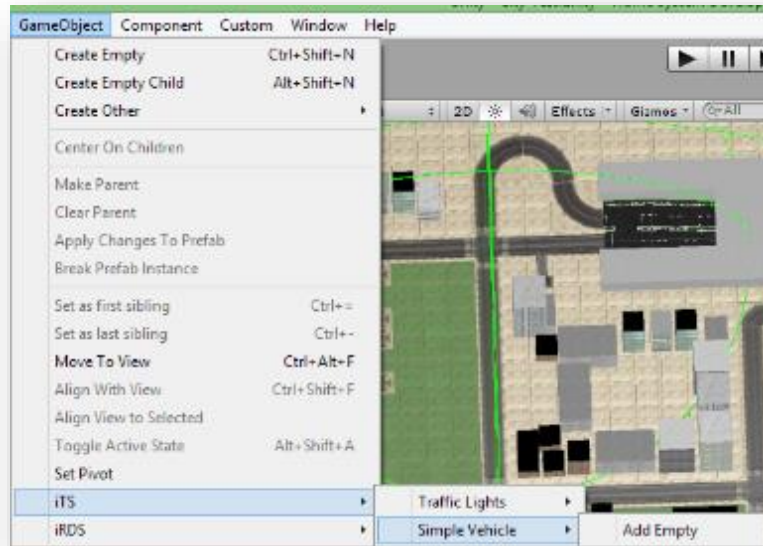 GameObject Component Custom Window Help
Create Empty Ctrl+Shift+N
Create Empty Child Alt+Shift+N
Create Other
2D Effects Gizmos All
Center On Children
Make Parent
Clear Parent
Apply Changes To Prefab
Break Prefab Instance
Set as first sibling Ctrl+=
Set as last sibling Ctrl+-
Move To View Ctrl+Alt+F
Align With View Ctrl+Shift+F
Align View to Selected
Toggle Active State Alt+Shift+A
Set Pivot
iTS Traffic Lights
iRDS Simple Vehicle Add Empty